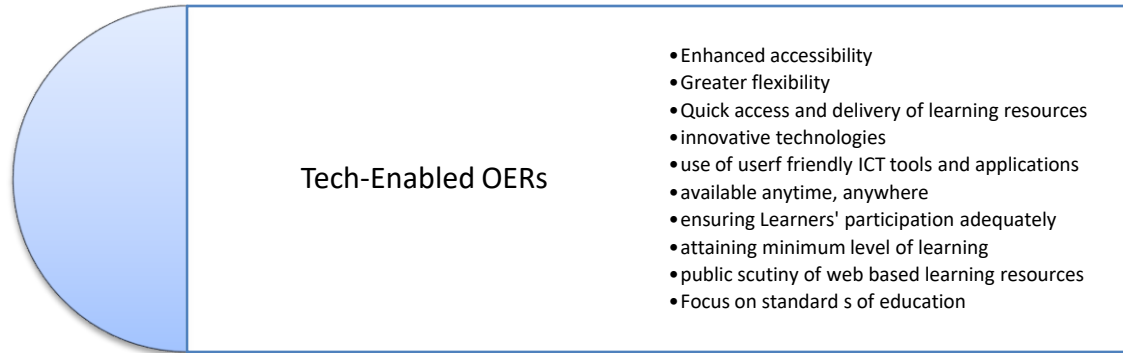 Tech-Enabled OERs
•Enhanced accessibility
•Greater flexibility
•Quick access and delivery of learning resources
•innovative technologies
•use of userf friendly ICT tools and applications
•available anytime, anywhere
•ensuring Learners' participation adequately
•attaining minimum level of learning
•public scutiny of web based learning resources
•Focus on standard s of education